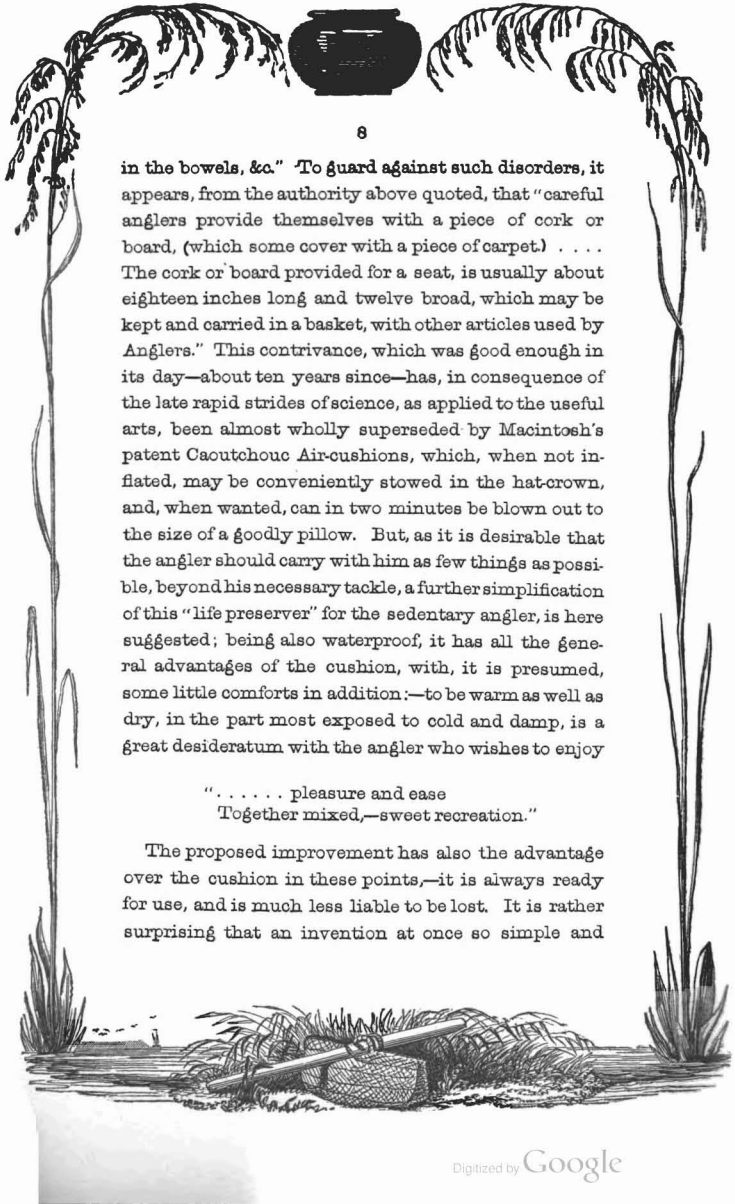 8
in the bowels, &c." To guard against such disorders, it
appears, from the authority above quoted, that "careful
anglers provide themselves with a piece of cork or
board, (which some cover with a piece of carpet.) . . . .
The cork or board provided for a seat, is usually about
eighteen inches long and twelve broad, which may be
kept and carried in a basket, with other articles used by
Anglers." This contrivance, which was good enough in
its day—about ten years since—has, in consequence of
the late rapid strides of science, as applied to the useful
arts, been almost wholly superseded by Macintosh's
patent Caoutchouc Air-cushions, which, when not in-
flated, may be conveniently stowed in the hat-crown,
and, when wanted, can in two minutes be blown out to
the size of a goodly pillow. But, as it is desirable that
the angler should carry with him as few things as possi-
ble, beyond his necessary tackle, a further simplification
of this "life preserver" for the sedentary angler, is here
suggested; being also waterproof, it has all the gene-
ral advantages of the cushion, with, it is presumed,
some little comforts in addition:—to be warm as well as
dry, in the part most exposed to cold and damp, is a
great desideratum with the angler who wishes to enjoy
". . . . . . pleasure and ease
Together mixed,—sweet recreation."
The proposed improvement has also the advantage
over the cushion in these points,—it is always ready
for use, and is much less liable to be lost. It is rather
surprising that an invention at once so simple and
Digitized by Google